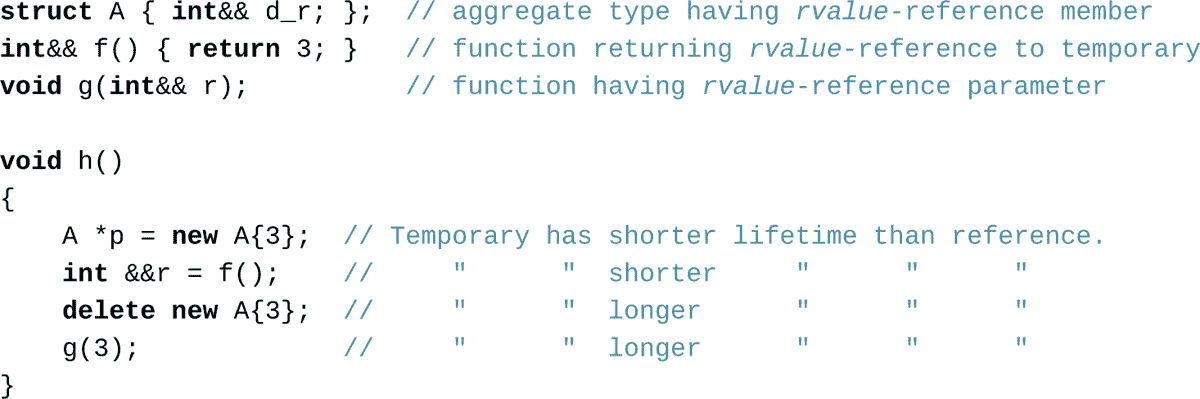 struct A { int&& d_r; };  // aggregate type having rvalue-reference member
int&& f() { return 3; }   // function returning rvalue-reference to temporary
void g(int&& r);          // function having rvalue-reference parameter

void h()
{
    A *p = new A{3};  // Temporary has shorter lifetime than reference.
    int &&r = f();    //     "      "  shorter     "      "      "
    delete new A{3};  //     "      "  longer      "      "      "
    g(3);             //     "      "  longer      "      "      "
}